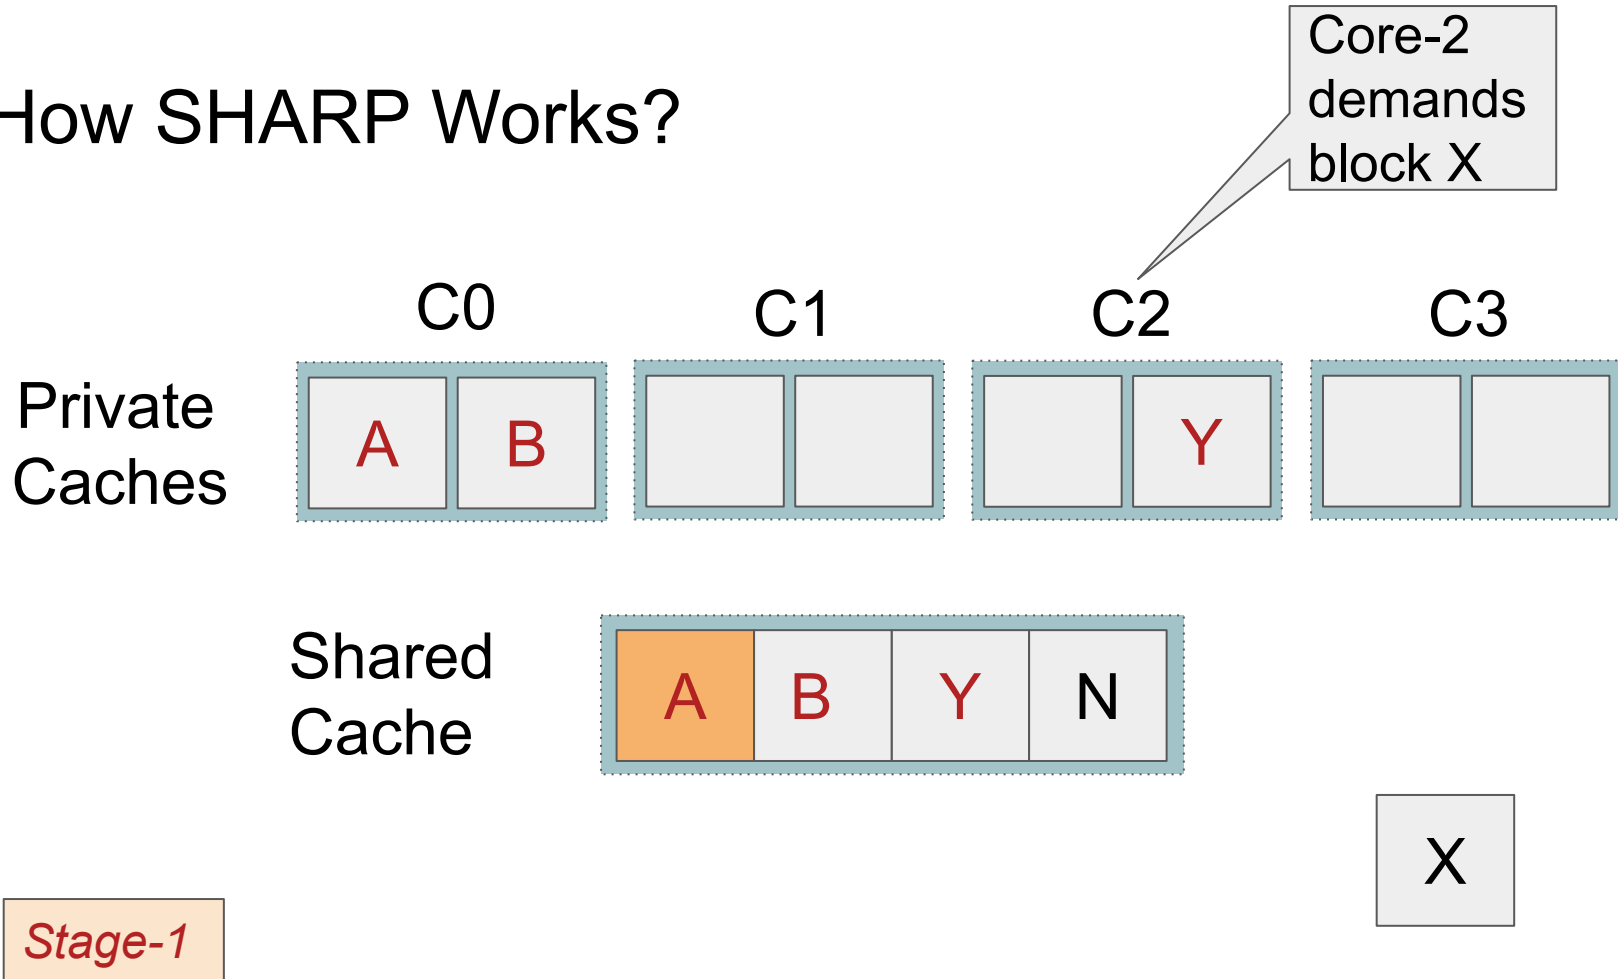 How SHARP Works?
Core-2
demands
block X
C0
C1
C2
C3
Private
Caches
A
B
Y
Shared
Cache
A
B
Y
N
X
Stage-1